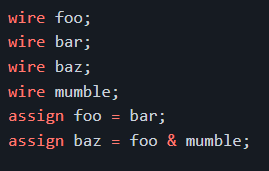 wire foo;
wire bar;
wire baz;
wire mumble;
assign foo = bar;
assign baz = foo & mumble;